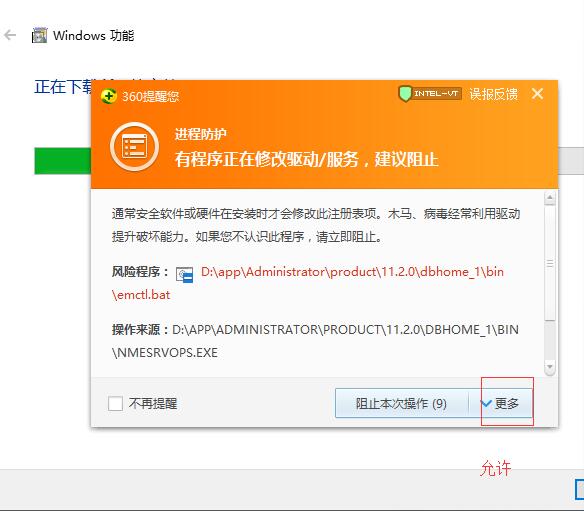 Windows 功能
正在下载
360提醒您
INTEL-VT
误报反馈
进程防护
有程序正在修改驱动/服务，建议阻止
通常安全软件或硬件在安装时才会修改此注册表项。木马、病毒经常利用驱动
提升破坏能力。如果您不认识此程序，请立即阻止。
风险程序： D:\app\Administrator\product\11.2.0\dbhome_1\bin
\emctl.bat
操作来源：D:\APP\ADMINISTRATOR\PRODUCT\11.2.0\DBHOME_1\BIN
\NMESRVOPS.EXE
不再提醒
阻止本次操作 (9)
更多
允许